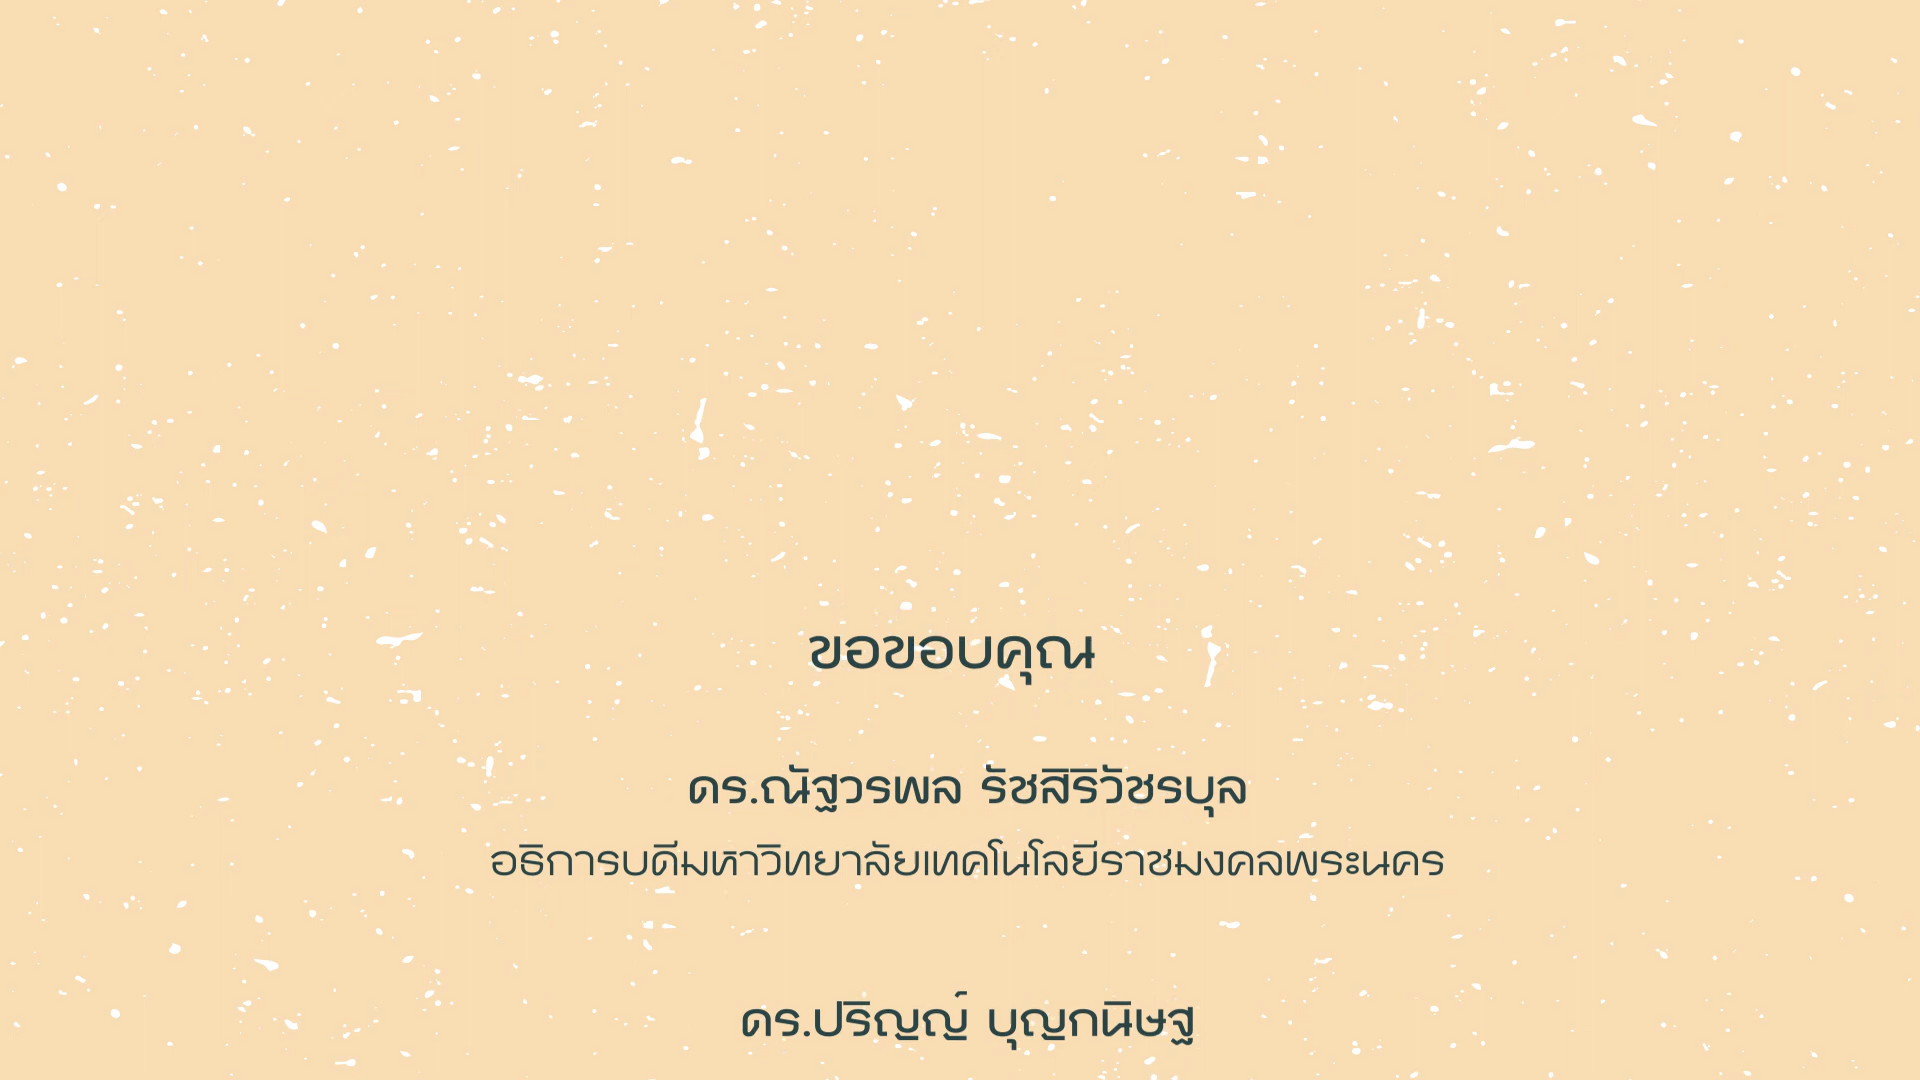 ขอขอบคุณ
ดร.ณัฐวรพล รัชสิริวัชรบุล
อธิการบดีมหาวิทยาลัยเทคโนโลยีราชมงคลพระนคร
ดร.ปริญญ์ บุญกนิษฐ